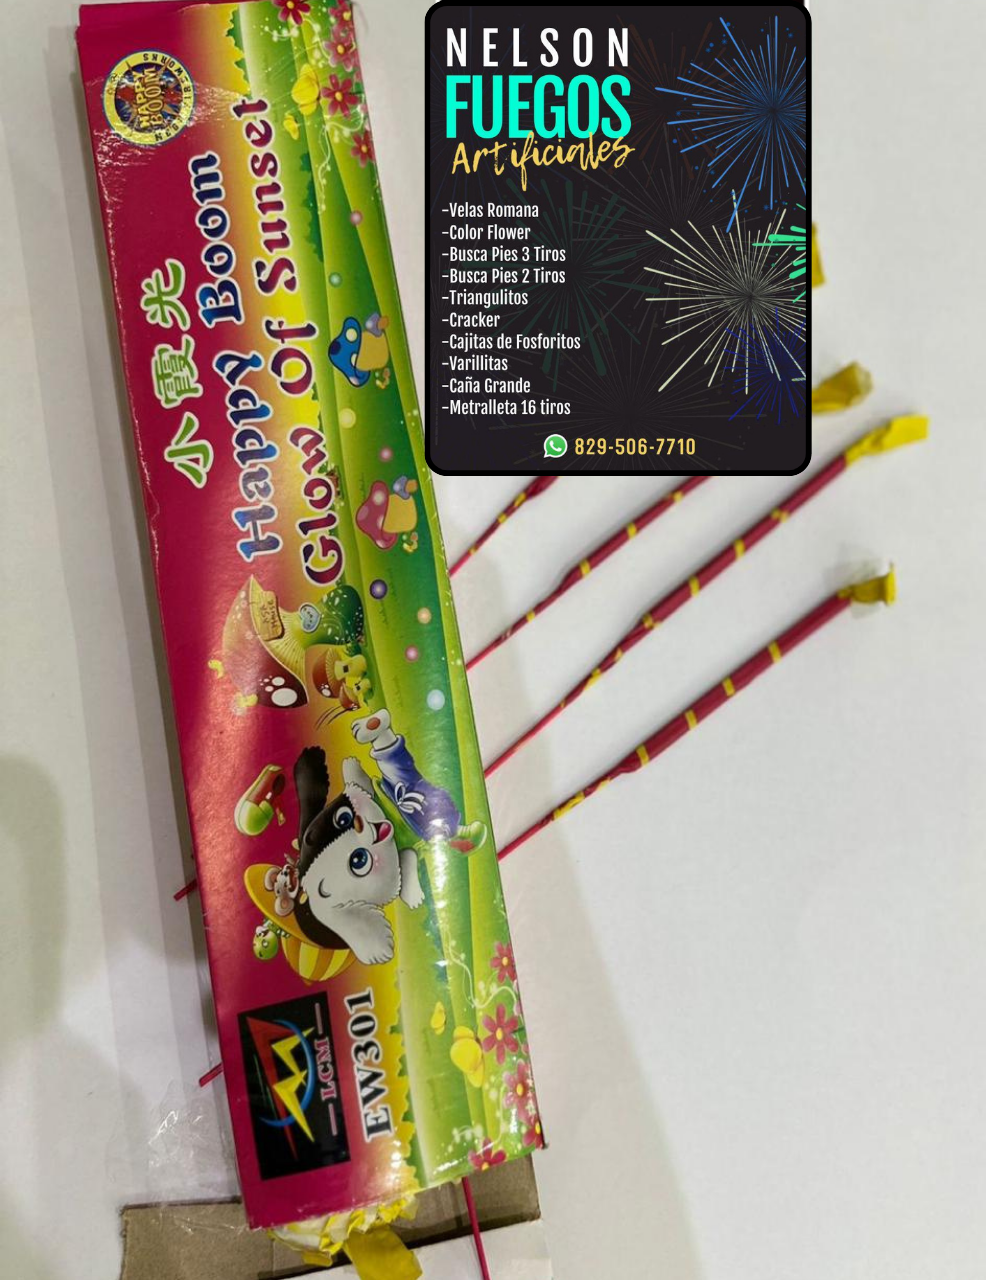 NELSON
FUEGOS
Artificiales
-Velas Romana
-Color Flower
-Busca Pies 3 Tiros
-Busca Pies 2 Tiros
-Triangulitos
-Cracker
-Cajitas de Fosforitos
-Varillitas
-Caña Grande
-Metralleta 16 tiros
829-506-7710
小霞光
Happy Boom
Glow Of Sunset
HAPPY
BOOM
LCM
EW301